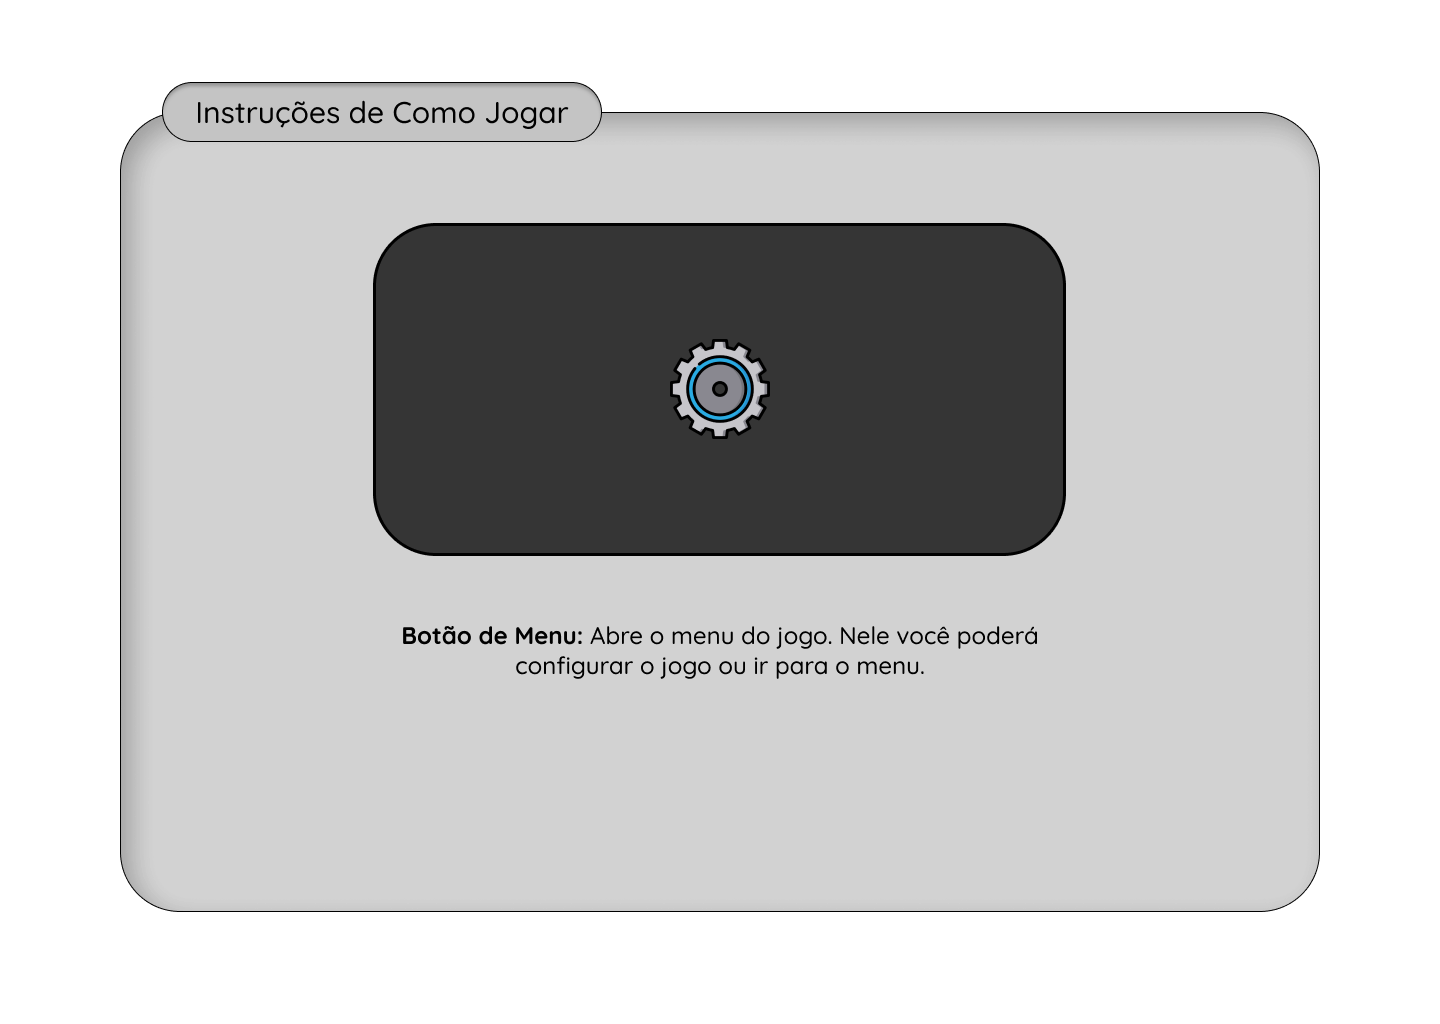 Instruções de Como Jogar
Botão de Menu: Abre o menu do jogo. Nele você poderá
configurar o jogo ou ir para o menu.